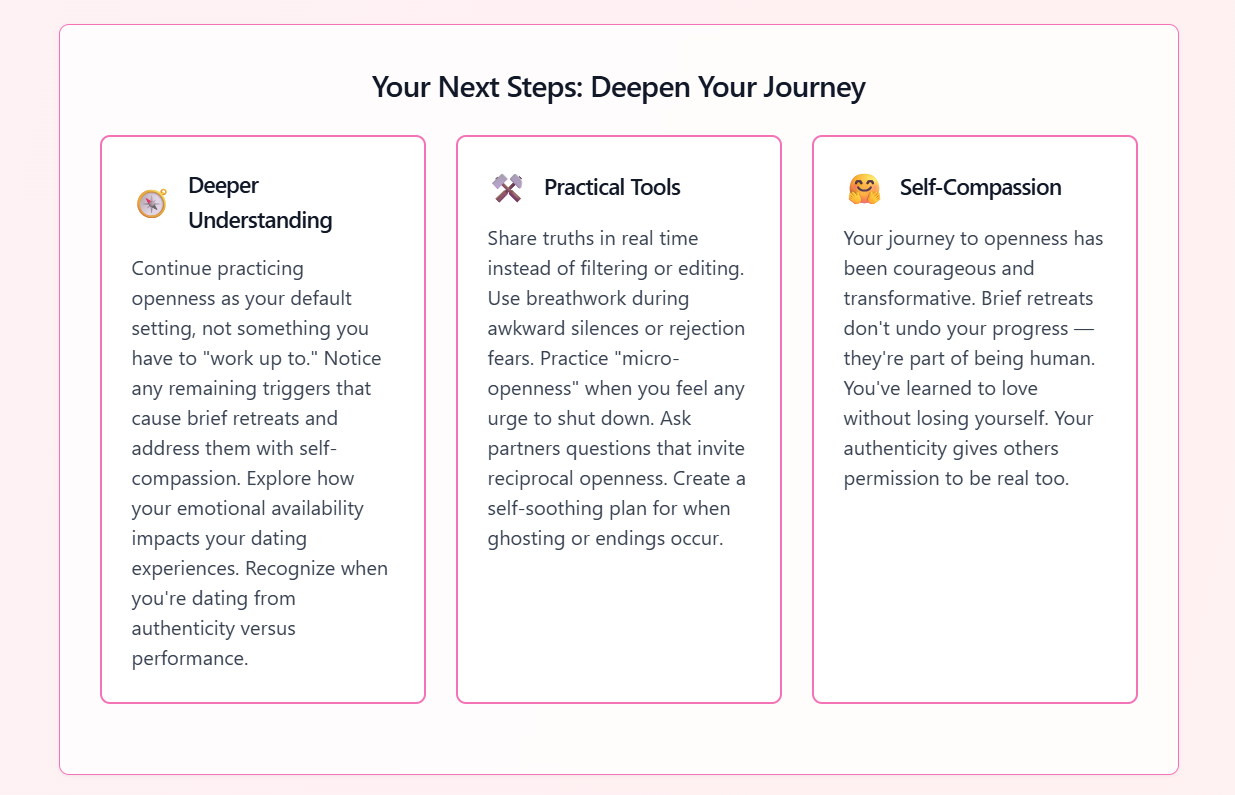 Your Next Steps: Deepen Your Journey
Deeper
Understanding
Continue practicing
openness as your default
setting, not something you
have to "work up to." Notice
any remaining triggers that
cause brief retreats and
address them with self-
compassion. Explore how
your emotional availability
impacts your dating
experiences. Recognize when
you're dating from
authenticity versus
performance.
Practical Tools
Share truths in real time
instead of filtering or editing.
Use breathwork during
awkward silences or rejection
fears. Practice "micro-
openness" when you feel any
urge to shut down. Ask
partners questions that invite
reciprocal openness. Create a
self-soothing plan for when
ghosting or endings occur.
Self-Compassion
Your journey to openness has
been courageous and
transformative. Brief retreats
don't undo your progress —
they're part of being human.
You've learned to love
without losing yourself. Your
authenticity gives others
permission to be real too.